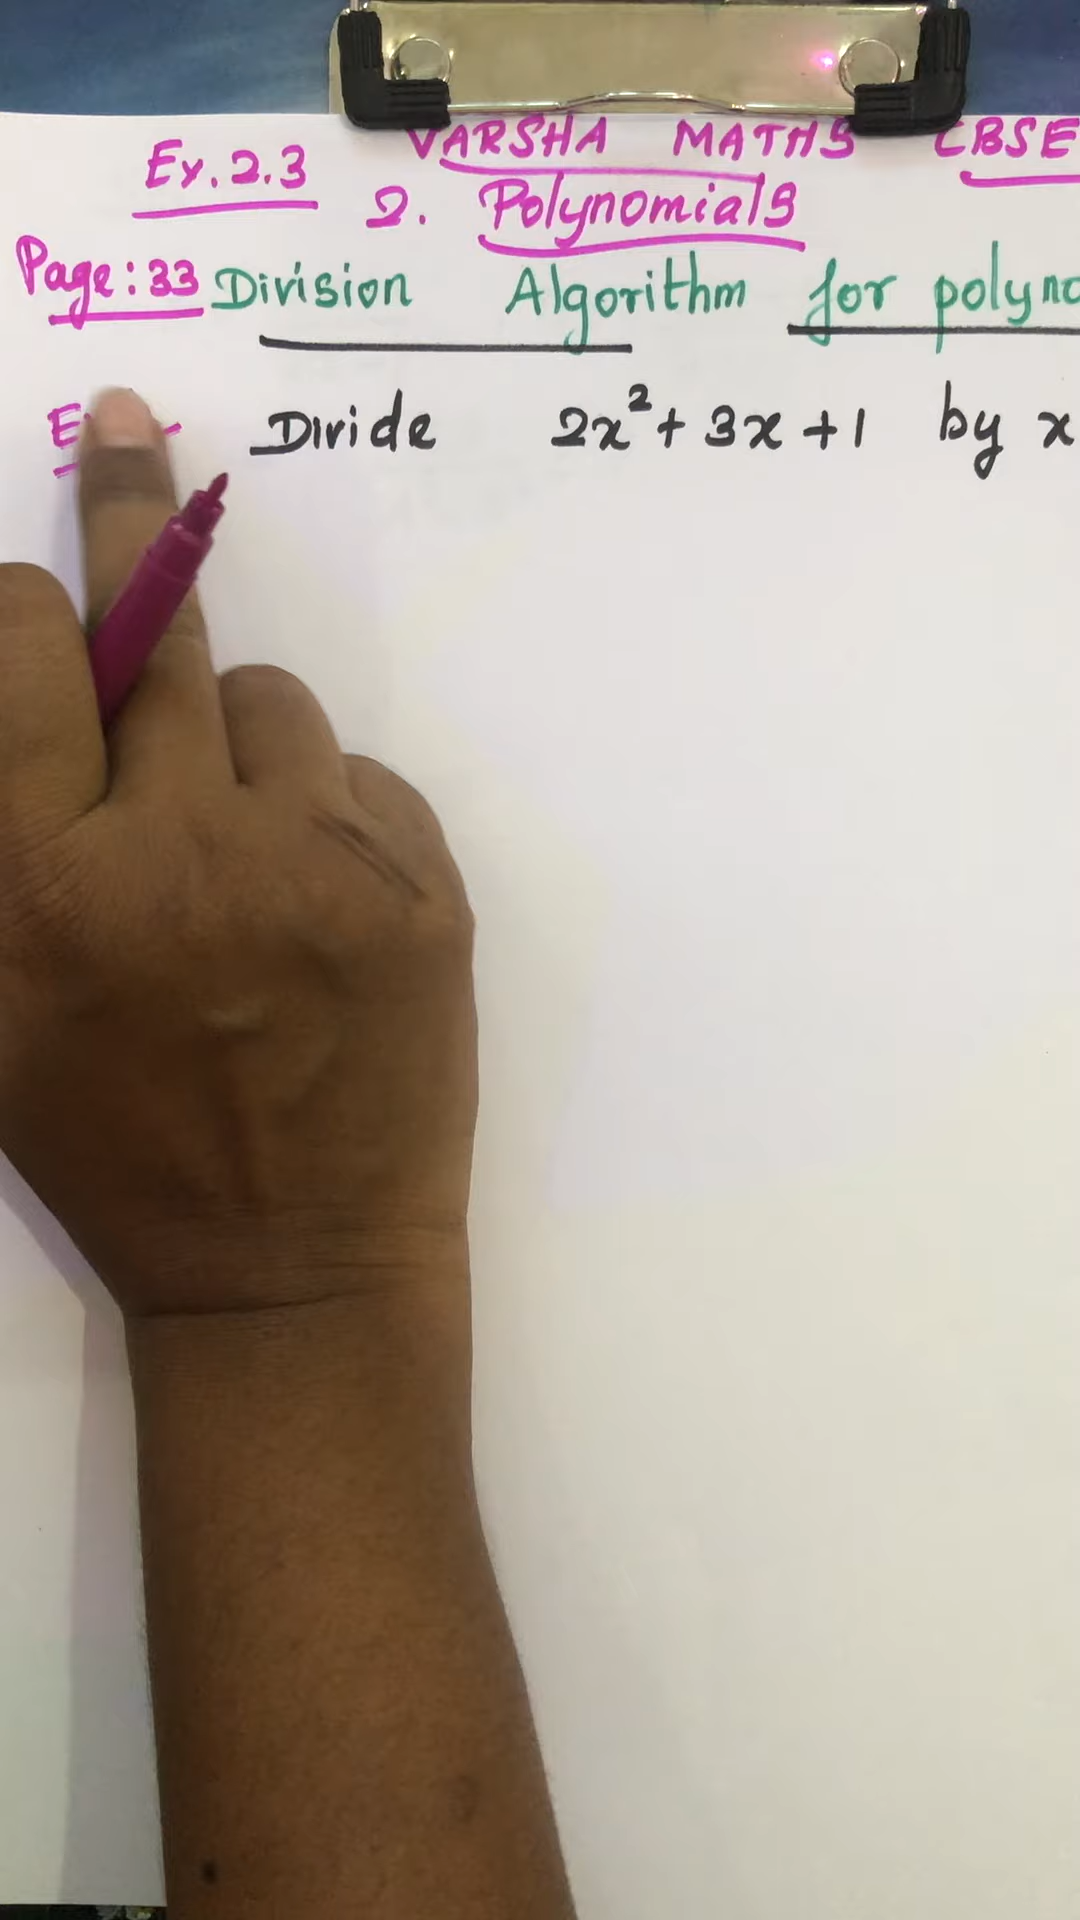 VARSHA MATHS CBSE
Ex.2.3
2. Polynomials
Page:33 Division Algorithm for
Divide 2x²+3x+1 by x